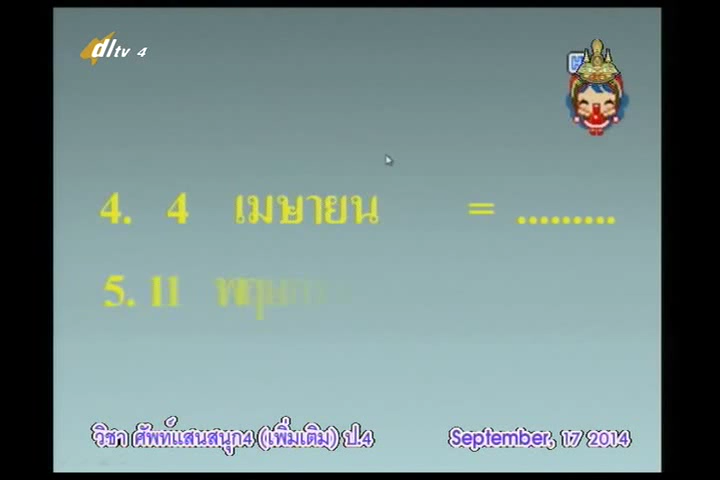 dltv 4
4. 4 เมษายน = .........
5. 11
วิชา ศัพท์แสนสนุก4 (เพิ่มเติม) ป.4
September, 17 2014